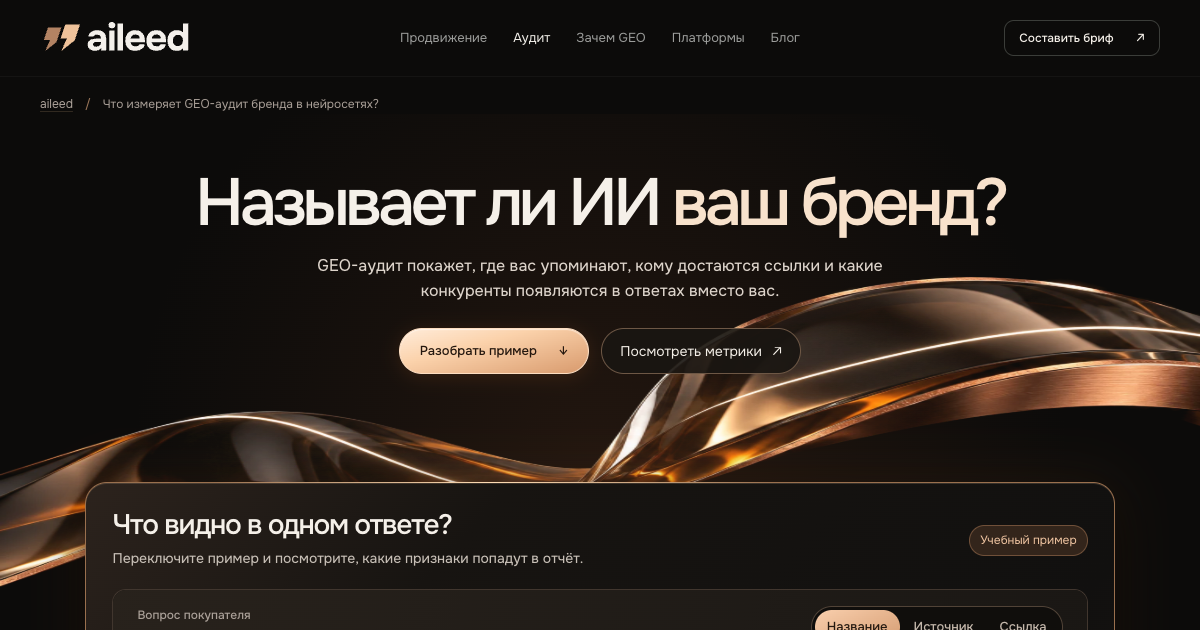 aileed
Продвижение
Аудит
Зачем GEO
Платформы
Блог
Составить бриф ↗
aileed / Что измеряет GEO-аудит бренда в нейросетях?
Называет ли ИИ ваш бренд?
GEO-аудит покажет, где вас упоминают, кому достаются ссылки и какие
конкуренты появляются в ответах вместо вас.
Разобрать пример ↓
Посмотреть метрики ↗
Что видно в одном ответе?
Переключите пример и посмотрите, какие признаки попадут в отчёт.
Учебный пример
Вопрос покупателя
Название
Источник
Ссылка